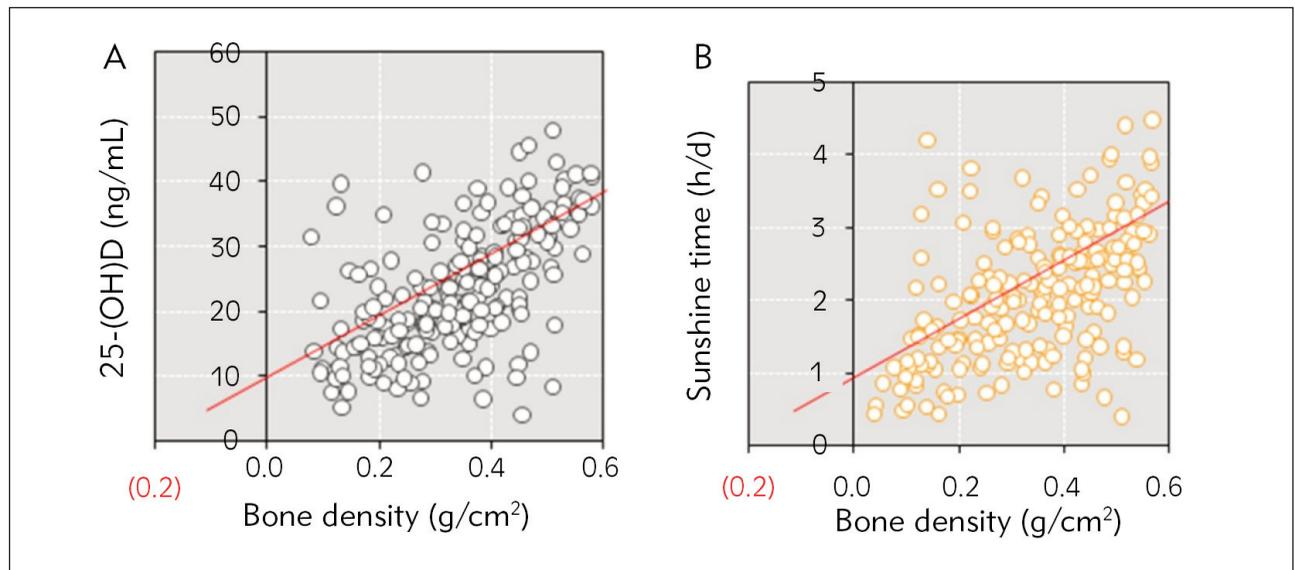 A
25-(OH)D (ng/mL)
60
50
40
30
20
10
0
0.0 0.2 0.4 0.6
(0.2)
Bone density (g/cm²)
B
Sunshine time (h/d)
5
4
3
2
1
0
(0.2) 0.0 0.2 0.4 0.6
Bone density (g/cm²)